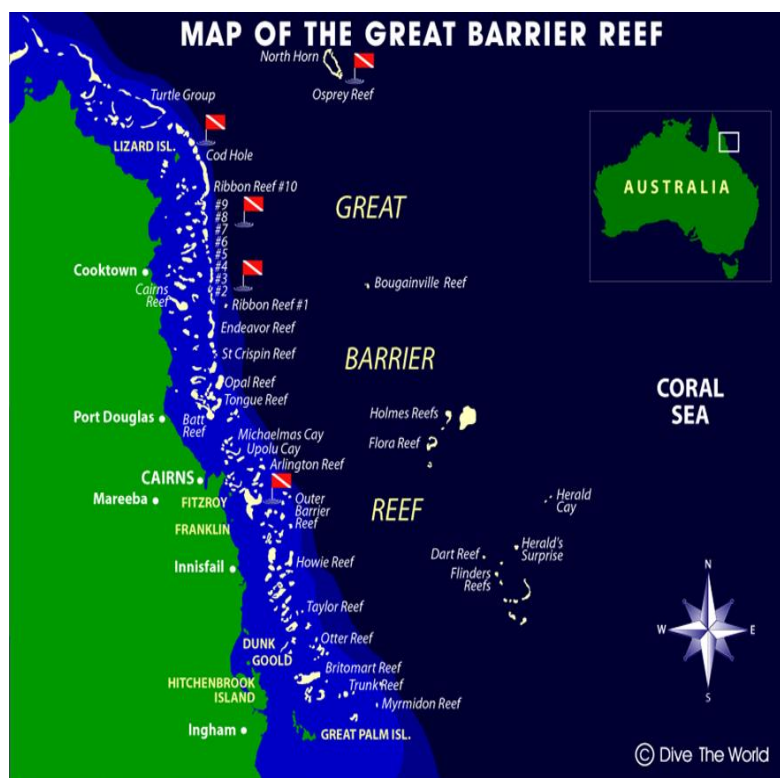 MAP OF THE GREAT BARRIER REEF
North Horn
Osprey Reef
Turtle Group
LIZARD ISL.
Cod Hole
AUSTRALIA
Ribbon Reef #10
#9
#8
#7
#6
#5
#4
#3
#2
GREAT
Cooktown
Cairns
Reef
Bougainville Reef
Ribbon Reef #1
Endeavor Reef
St Crispin Reef
BARRIER
Opal Reef
Tongue Reef
CORAL
SEA
Port Douglas
Batt
Reef
Holmes Reefs
Flora Reef
Michaelmas Cay
Upolu Cay
Arlington Reef
CAIRNS
Mareeba
FITZROY
Outer
Barrier
Reef
REEF
Herald
Cay
FRANKLIN
Herald's
Surprise
Dart Reef
Flinders
Reefs
Innisfail
Howie Reef
N
W
E
S
Taylor Reef
DUNK
GOOLD
Otter Reef
Britomart Reef
HITCHENBROOK
ISLAND
Trunk Reef
Myrmidon Reef
Ingham
GREAT PALM ISL.
© Dive The World